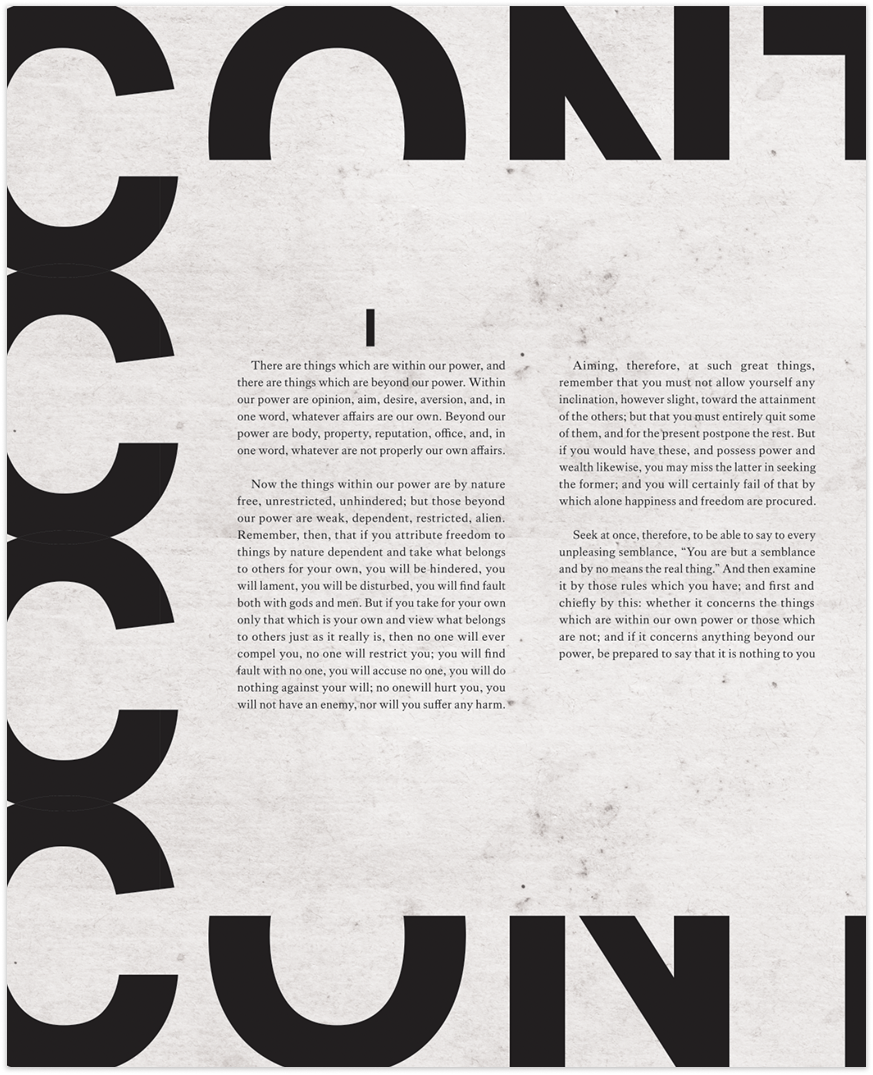 CONT
I
There are things which are within our power, and
there are things which are beyond our power. Within
our power are opinion, aim, desire, aversion, and, in
one word, whatever affairs are our own. Beyond our
power are body, property, reputation, office, and, in
one word, whatever are not properly our own affairs.
Now the things within our power are by nature
free, unrestricted, unhindered; but those beyond
our power are weak, dependent, restricted, alien.
Remember, then, that if you attribute freedom to
things by nature dependent and take what belongs
to others for your own, you will be hindered, you
will lament, you will be disturbed, you will find fault
both with gods and men. But if you take for your own
only that which is your own and view what belongs
to others just as it really is, then no one will ever
compel you, no one will restrict you; you will find
fault with no one, you will accuse no one, you will do
nothing against your will; no onewill hurt you, you
will not have an enemy, nor will you suffer any harm.
Aiming, therefore, at such great things,
remember that you must not allow yourself any
inclination, however slight, toward the attainment
of the others; but that you must entirely quit some
of them, and for the present postpone the rest. But
if you would have these, and possess power and
wealth likewise, you may miss the latter in seeking
the former; and you will certainly fail of that by
which alone happiness and freedom are procured.
Seek at once, therefore, to be able to say to every
unpleasing semblance, “You are but a semblance
and by no means the real thing.” And then examine
it by those rules which you have; and first and
chiefly by this: whether it concerns the things
which are within our own power or those which
are not; and if it concerns anything beyond our
power, be prepared to say that it is nothing to you
CONT